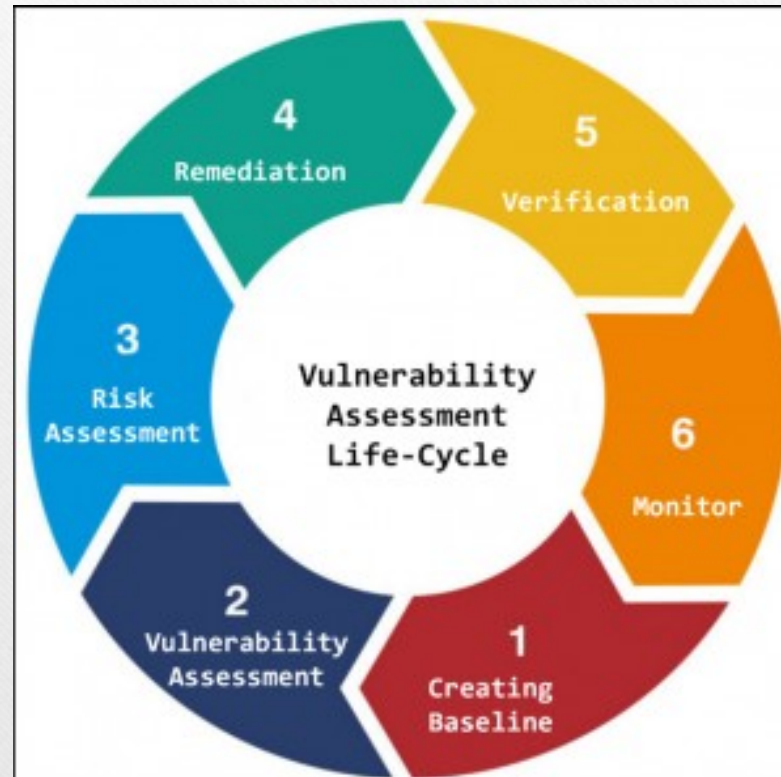 Vulnerability
Assessment
Life-Cycle
1
Creating
Baseline
2
Vulnerability
Assessment
3
Risk
Assessment
4
Remediation
5
Verification
6
Monitor